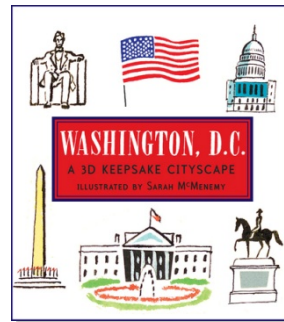 WASHINGTON, D.C.
A 3D KEEPSAKE CITYSCAPE
ILLUSTRATED BY SARAH MCMENEMY